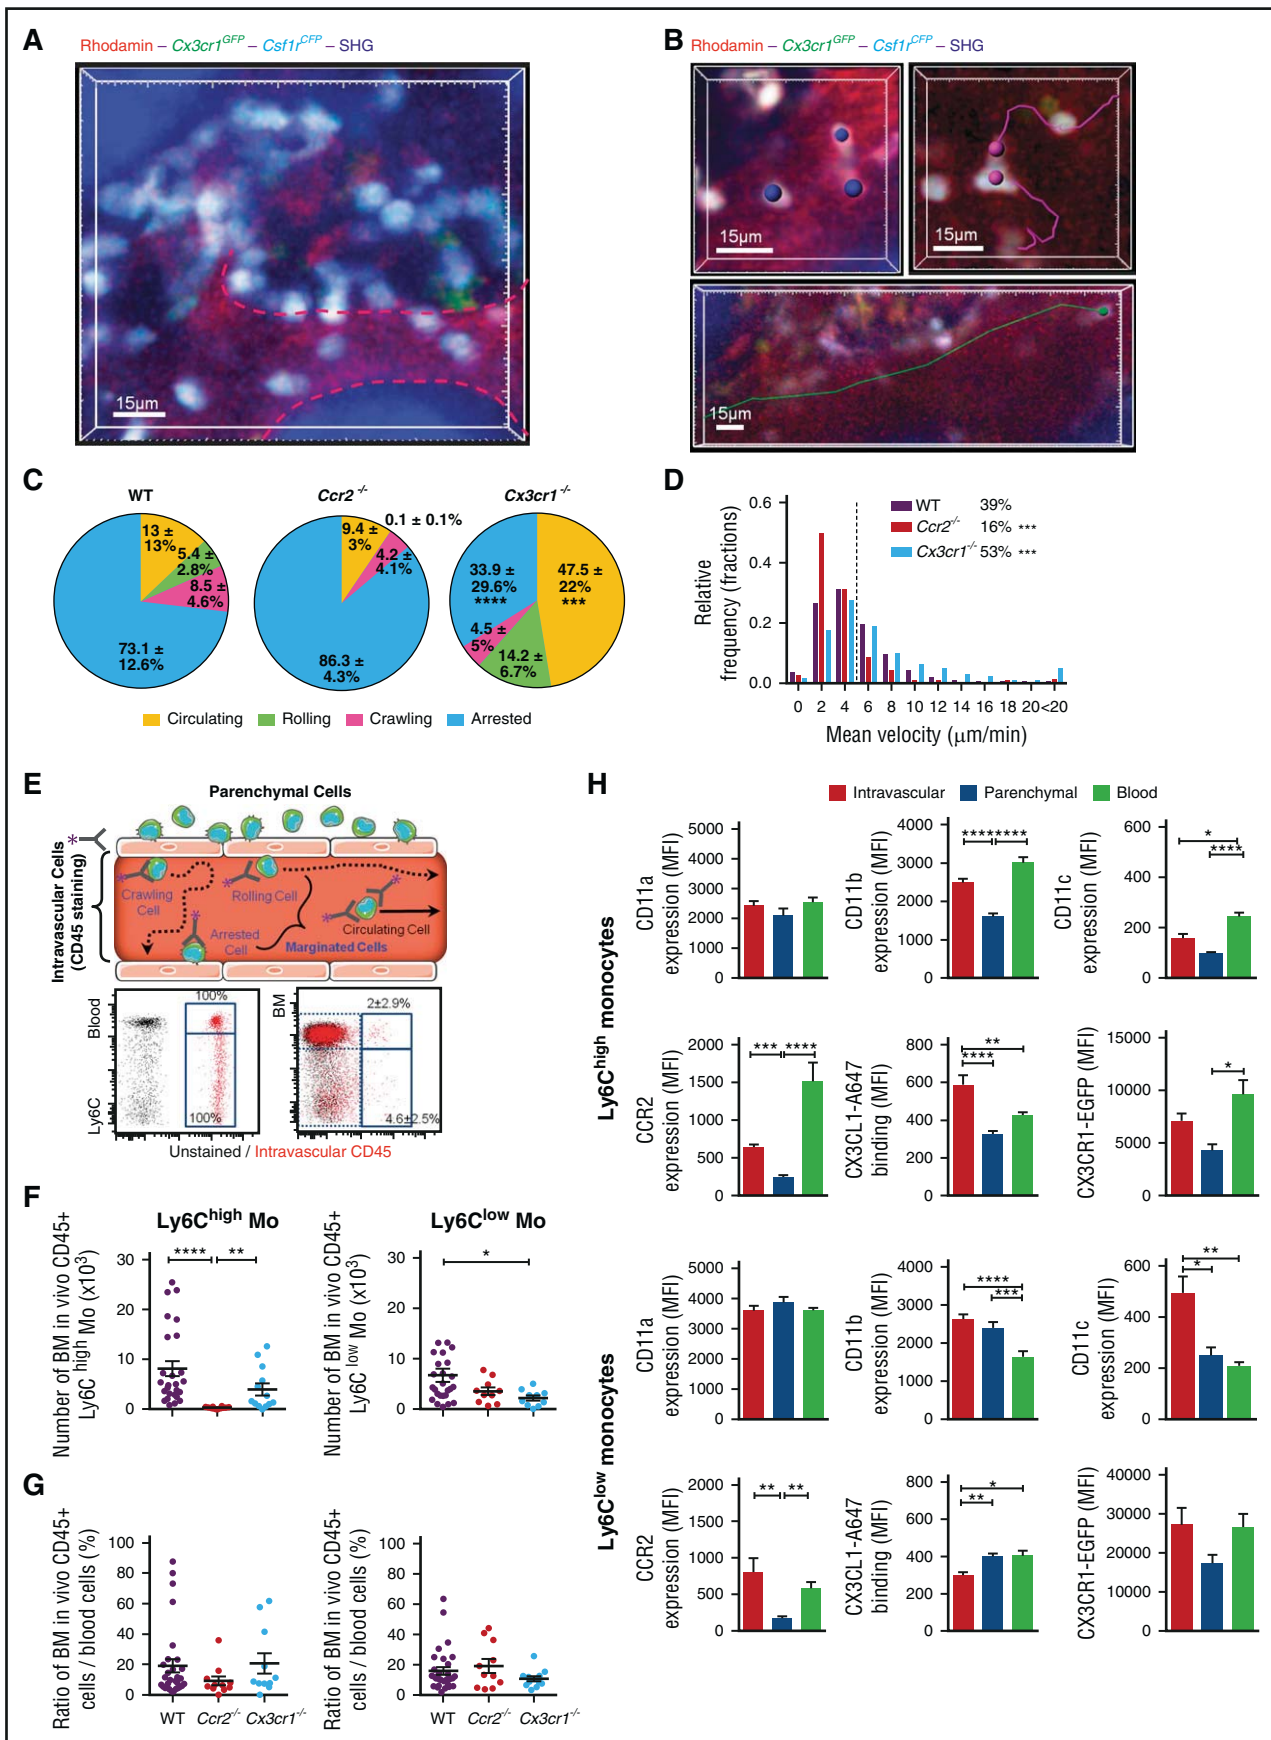 A
Rhodamin – Cx3cr1GFP – Csf1rCFP – SHG
15µm
B
Rhodamin – Cx3cr1GFP – Csf1rCFP – SHG
15µm
15µm
15µm
C
WT
13 ±
13%
5.4 ±
2.8%
8.5 ±
4.6%
73.1 ±
12.6%
Ccr2 -/-
9.4 ±
3%
0.1 ± 0.1%
4.2 ±
4.1%
86.3 ±
4.3%
Cx3cr1-/-
33.9 ±
29.6%
****
47.5 ±
22%
***
4.5 ±
5%
14.2 ±
6.7%
Circulating Rolling Crawling Arrested
D
Relative
frequency (fractions)
0.6
0.4
0.2
0.0
WT 39%
Ccr2-/- 16% ***
Cx3cr1-/- 53% ***
0 2 4 6 8 10 12 14 16 18 20 <20
Mean velocity (µm/min)
E
Parenchymal Cells
Intravascular Cells
(CD45 staining)
*
Crawling
Cell
Rolling Cell
Arrested
Cell
Marginated Cells
Circulating Cell
Blood
Ly6C
100%
100%
BM
2±2.9%
4.6±2.5%
Unstained / Intravascular CD45
F
Ly6Chigh Mo
Number of BM in vivo CD45+
Ly6C high Mo (x10³)
30
20
10
0
**** **
Ly6Clow Mo
Number of BM in vivo CD45+
Ly6C low Mo (x10³)
30
20
10
0
*
G
Ratio of BM in vivo CD45+
cells / blood cells (%)
100
80
60
40
20
0
WT Ccr2-/- Cx3cr1-/-
Ratio of BM in vivo CD45+
cells / blood cells (%)
100
80
60
40
20
0
WT Ccr2-/- Cx3cr1-/-
H
Intravascular Parenchymal Blood
Ly6Chigh monocytes
CD11a
expression (MFI)
5000
4000
3000
2000
1000
0
CD11b
expression (MFI)
4000
3000
2000
1000
0
**** ****
CD11c
expression (MFI)
600
400
200
0
*
****
CCR2
expression (MFI)
2000
1500
1000
500
0
*** ****
CX3CL1-A647
binding (MFI)
800
600
400
200
0
**
****
CX3CR1-EGFP (MFI)
15000
10000
5000
0
*
Ly6Clow monocytes
CD11a
expression (MFI)
5000
4000
3000
2000
1000
0
CD11b
expression (MFI)
4000
3000
2000
1000
0
****
***
CD11c
expression (MFI)
600
400
200
0
**
*
CCR2
expression (MFI)
2000
1500
1000
500
0
** **
CX3CL1-A647
binding (MFI)
800
600
400
200
0
*
**
CX3CR1-EGFP (MFI)
40000
30000
20000
10000
0